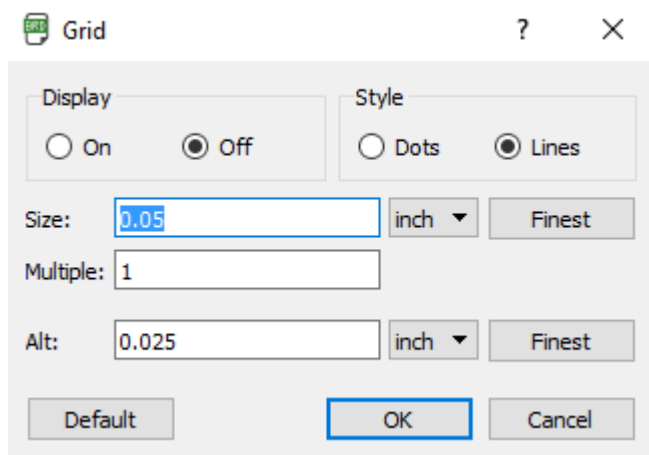 BRD Grid ? ×
Display Style
On Off Dots Lines
Size: 0.05 inch Finest
Multiple: 1
Alt: 0.025 inch Finest
Default OK Cancel